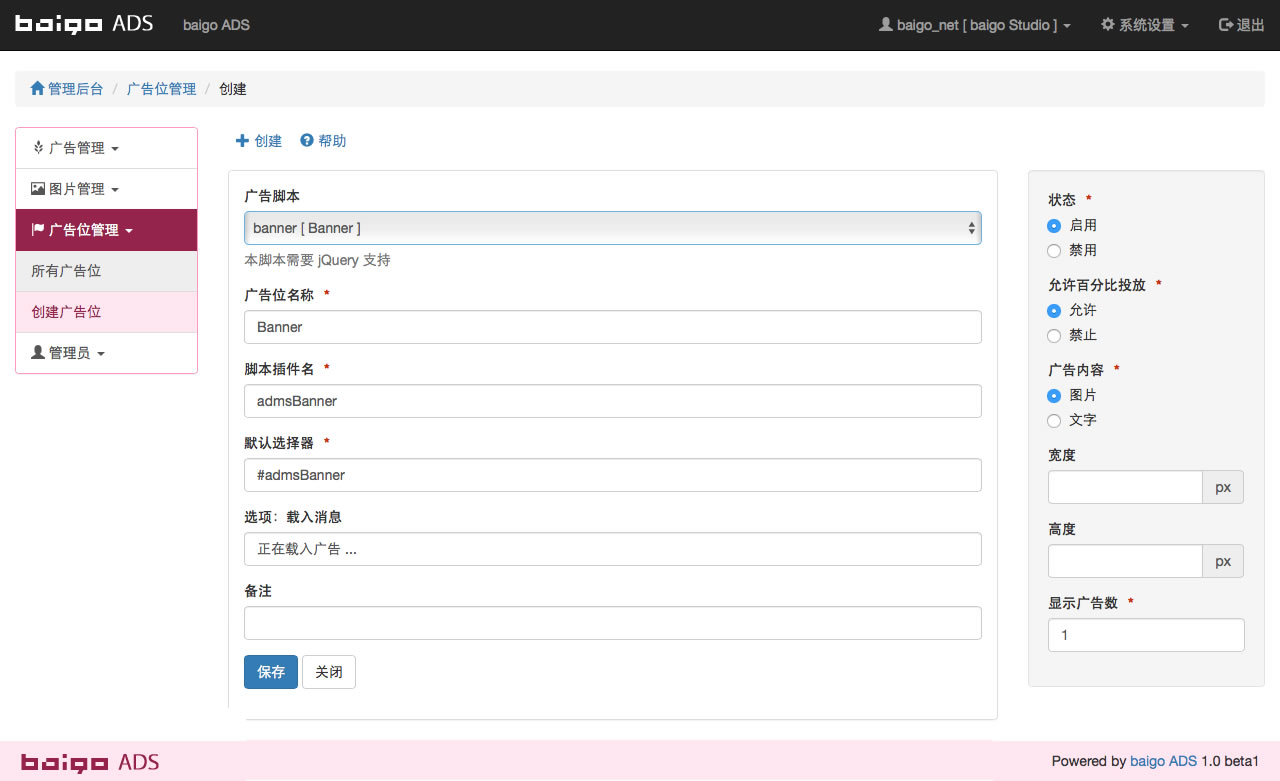 baigo ADS
baigo ADS
baigo_net [ baigo Studio ]
系统设置
退出
管理后台 / 广告位管理 / 创建
广告管理
图片管理
广告位管理
所有广告位
创建广告位
管理员
创建
帮助
广告脚本
banner [ Banner ]
本脚本需要 jQuery 支持
广告位名称 *
Banner
脚本插件名 *
admsBanner
默认选择器 *
#admsBanner
选项：载入消息
正在载入广告 ...
备注
保存
关闭
状态 *
启用
禁用
允许百分比投放 *
允许
禁止
广告内容 *
图片
文字
宽度
px
高度
px
显示广告数 *
1
baigo ADS
Powered by baigo ADS 1.0 beta1